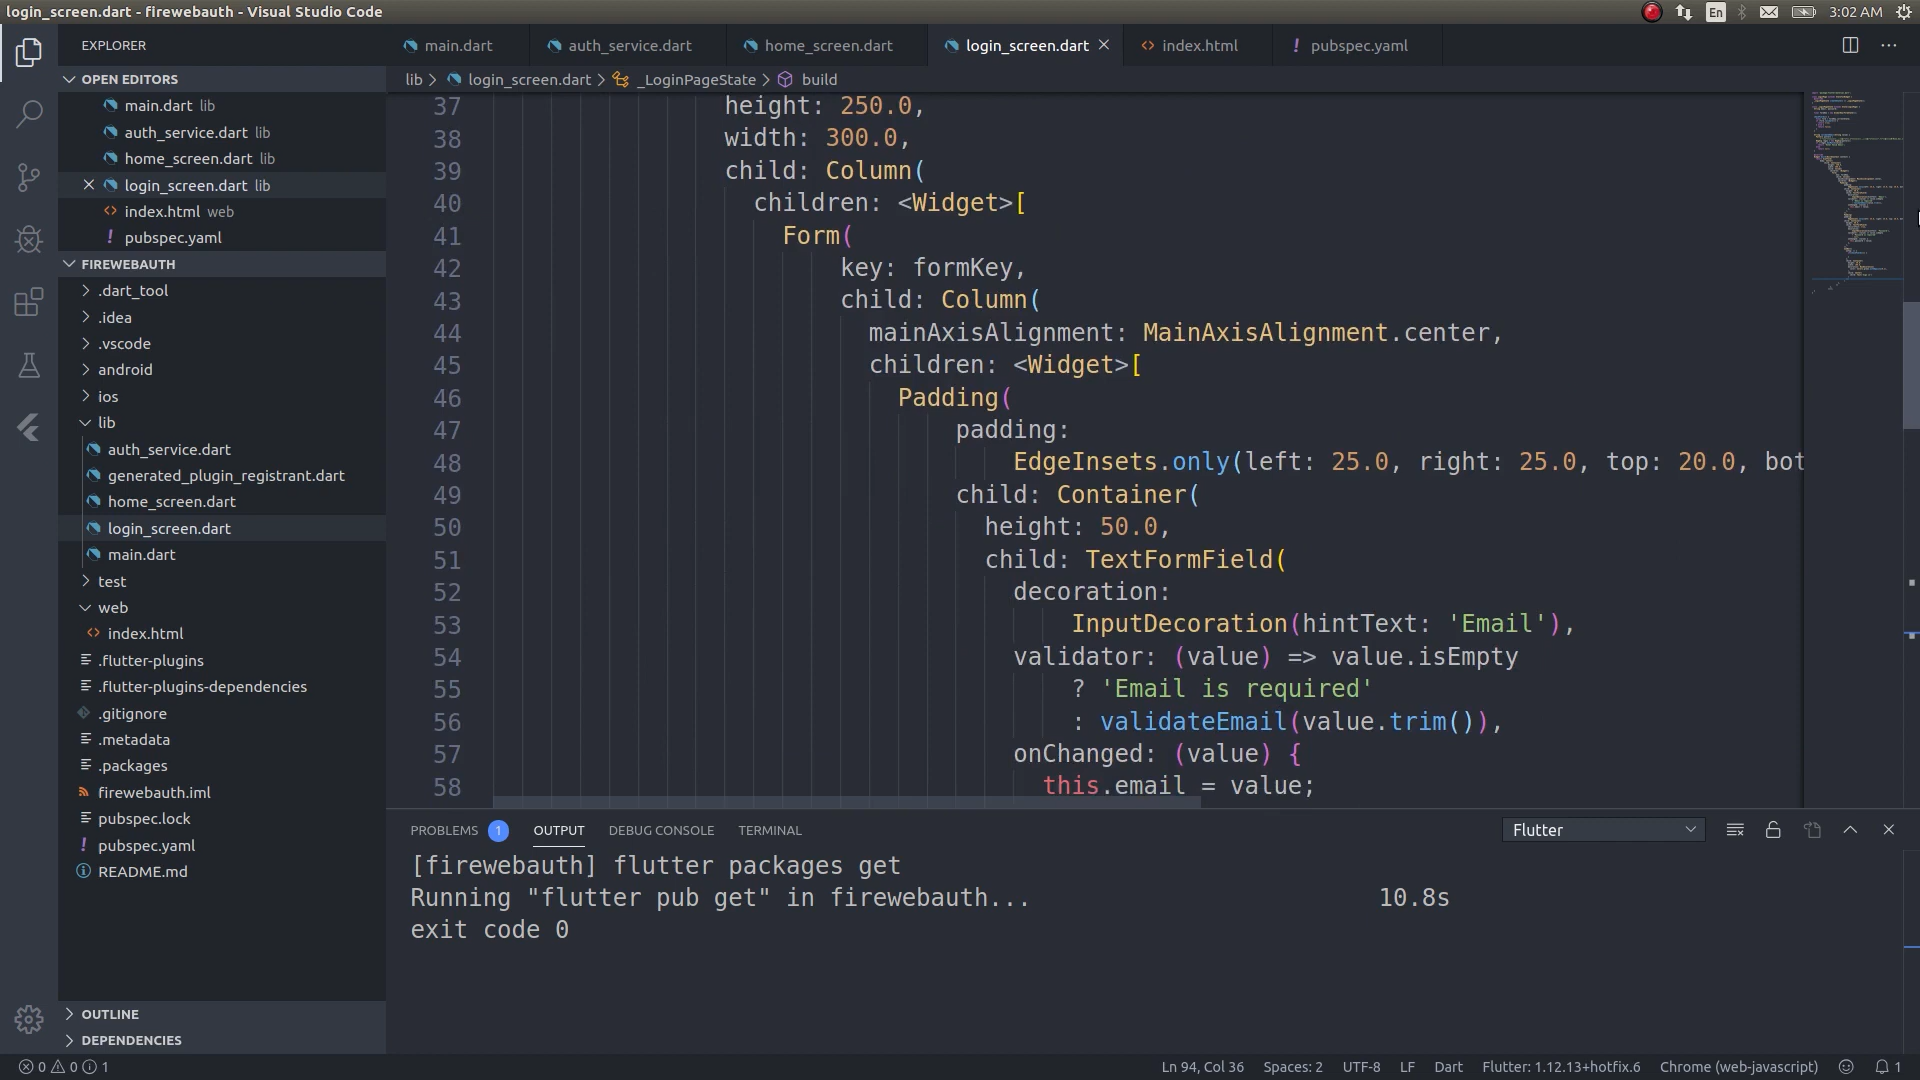 login_screen.dart - firewebauth - Visual Studio Code
En
3:02 AM
EXPLORER
main.dart
auth_service.dart
home_screen.dart
login_screen.dart
index.html
pubspec.yaml
OPEN EDITORS
main.dart lib
auth_service.dart lib
home_screen.dart lib
login_screen.dart lib
index.html web
pubspec.yaml
FIREWEBAUTH
.dart_tool
.idea
.vscode
android
ios
lib
auth_service.dart
generated_plugin_registrant.dart
home_screen.dart
login_screen.dart
main.dart
test
web
index.html
.flutter-plugins
.flutter-plugins-dependencies
.gitignore
.metadata
.packages
firewebauth.iml
pubspec.lock
pubspec.yaml
README.md
OUTLINE
DEPENDENCIES
lib > login_screen.dart > _LoginPageState > build
37 height: 250.0,
38 width: 300.0,
39 child: Column(
40 children: <Widget>[
41 Form(
42 key: formKey,
43 child: Column(
44 mainAxisAlignment: MainAxisAlignment.center,
45 children: <Widget>[
46 Padding(
47 padding:
48 EdgeInsets.only(left: 25.0, right: 25.0, top: 20.0, bot
49 child: Container(
50 height: 50.0,
51 child: TextFormField(
52 decoration:
53 InputDecoration(hintText: 'Email'),
54 validator: (value) => value.isEmpty
55 ? 'Email is required'
56 : validateEmail(value.trim()),
57 onChanged: (value) {
58 this.email = value;
PROBLEMS 1 OUTPUT DEBUG CONSOLE TERMINAL Flutter
[firewebauth] flutter packages get
Running "flutter pub get" in firewebauth... 10.8s
exit code 0
0 0 1
Ln 94, Col 36 Spaces: 2 UTF-8 LF Dart Flutter: 1.12.13+hotfix.6 Chrome (web-javascript) 1